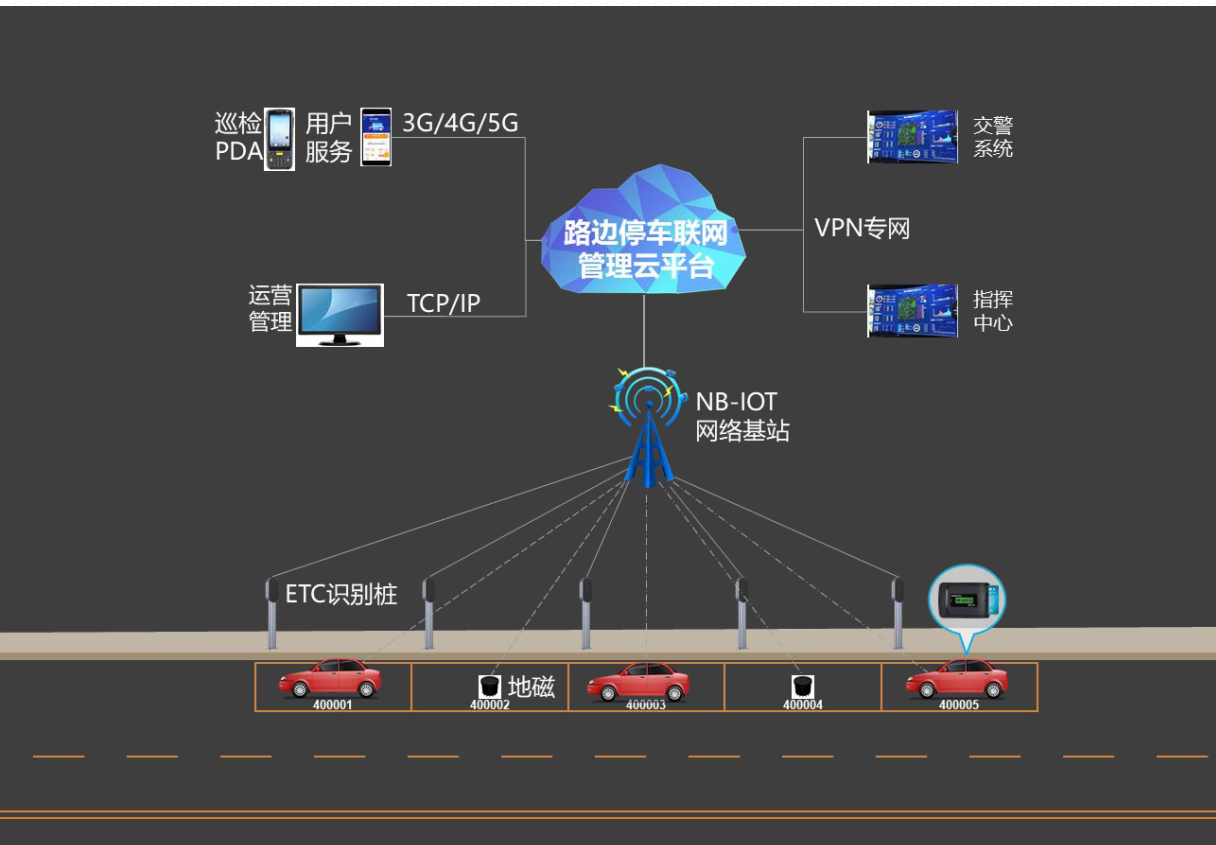 巡检
PDA
用户
服务
3G/4G/5G
交警
系统
路边停车联网
管理云平台
VPN专网
运营
管理
TCP/IP
指挥
中心
NB-IOT
网络基站
ETC识别桩
地磁
400001
400002
400003
400004
400005